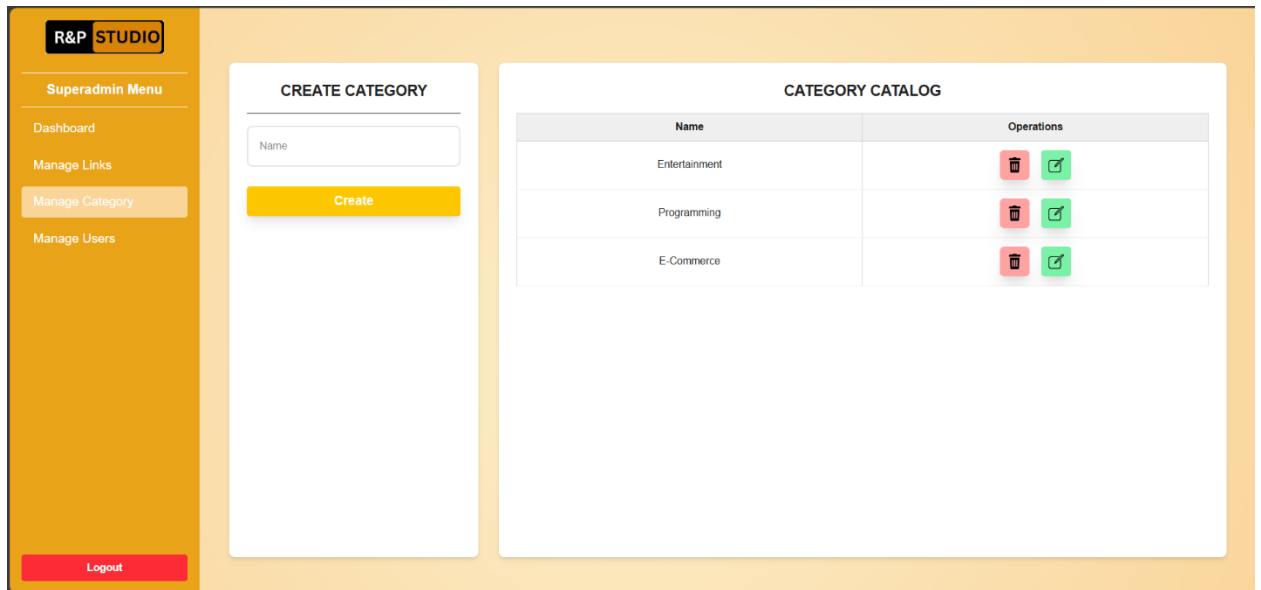 R&P STUDIO
Superadmin Menu
Dashboard
Manage Links
Manage Category
Manage Users
Logout
CREATE CATEGORY
Name
Create
CATEGORY CATALOG
Name Operations
Entertainment
Programming
E-Commerce